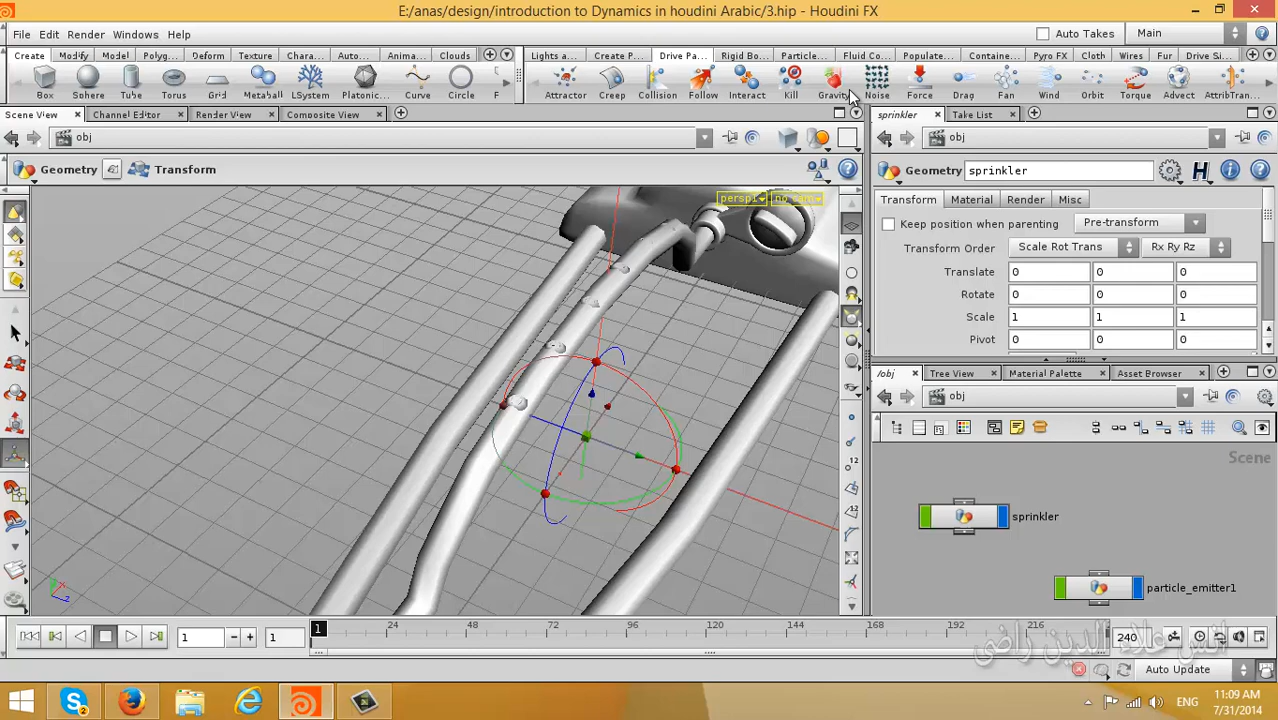 E:/anas/design/introduction to Dynamics in houdini Arabic/3.hip - Houdini FX
File Edit Render Windows Help
Auto Takes Main
Create Modify Model Polyg... Deform Texture Chara... Auto... Anima... Clouds Lights a... Create P... Drive Pa... Rigid Bo... Particle... Fluid Co... Populate... Containe... Pyro FX Cloth Wires Fur Drive Si...
Box Sphere Tube Torus Grid Metaball LSystem Platonic... Curve Circle F Attractor Creep Collision Follow Interact Kill Gravity Noise Force Drag Fan Wind Orbit Torque Advect AttribTran...
Scene View Channel Editor Render View Composite View sprinkler Take List
obj obj
Geometry Transform Geometry sprinkler
persp1 no cam
Transform Material Render Misc
Keep position when parenting Pre-transform
Transform Order Scale Rot Trans Rx Ry Rz
Translate 0 0 0
Rotate 0 0 0
Scale 1 1 1
Pivot 0 0 0
/obj Tree View Material Palette Asset Browser
obj
Scene
sprinkler
particle_emitter1
1 1 1 24 48 72 96 120 144 168 192 216 240
انس علاء الدين راضي
Auto Update
ENG 11:09 AM
7/31/2014